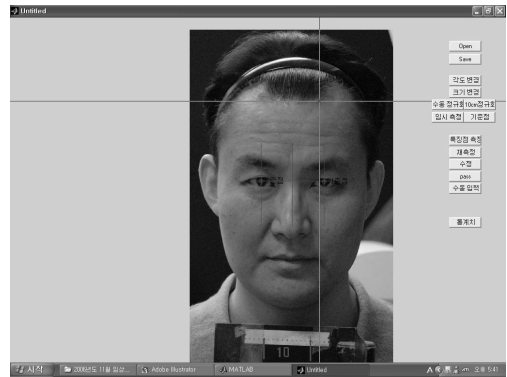 Untitled
Open
Save
각도 변경
크기 변경
수동 정규화 10cm정규화
임시 측정 기준점
특징점 측정
재측정
수정
pass
수동 입력
통계치
10
시작 2006년도 11월 일상... Adobe Illustrator MATLAB Untitled 오후 5:41